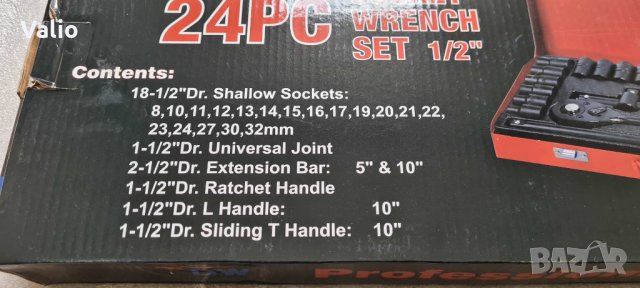 Valio
24PC
WRENCH
SET 1/2"
Contents:
18-1/2"Dr. Shallow Sockets:
8,10,11,12,13,14,15,16,17,19,20,21,22,
23,24,27,30,32mm
1-1/2"Dr. Universal Joint
2-1/2"Dr. Extension Bar: 5" & 10"
1-1/2"Dr. Ratchet Handle
1-1/2"Dr. L Handle: 10"
1-1/2"Dr. Sliding T Handle: 10"
bazar